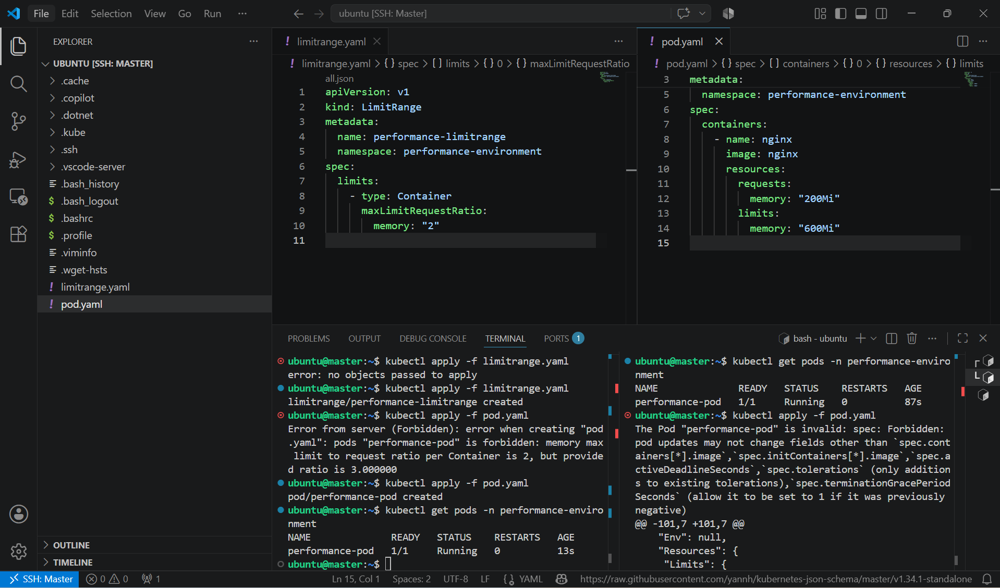 File Edit Selection View Go Run ···
ubuntu [SSH: Master]
EXPLORER
UBUNTU [SSH: MASTER]
.cache
.copilot
.dotnet
.kube
.ssh
.vscode-server
.bash_history
$ .bash_logout
$ .bashrc
$ .profile
.viminfo
.wget-hsts
! limitrange.yaml
! pod.yaml
OUTLINE
TIMELINE
! limitrange.yaml
! limitrange.yaml > {} spec > [] limits > {} 0 > {} maxLimitRequestRatio
all.json
1 apiVersion: v1
2 kind: LimitRange
3 metadata:
4 name: performance-limitrange
5 namespace: performance-environment
6 spec:
7 limits:
8 - type: Container
9 maxLimitRequestRatio:
10 memory: "2"
11
! pod.yaml
! pod.yaml > {} spec > [] containers > {} 0 > {} resources > {} limits
3 metadata:
5 namespace: performance-environment
6 spec:
7 containers:
8 - name: nginx
9 image: nginx
10 resources:
11 requests:
12 memory: "200Mi"
13 limits:
14 memory: "600Mi"
15
PROBLEMS OUTPUT DEBUG CONSOLE TERMINAL PORTS 1
bash - ubuntu
ubuntu@master:~$ kubectl apply -f limitrange.yaml
error: no objects passed to apply
ubuntu@master:~$ kubectl apply -f limitrange.yaml
limitrange/performance-limitrange created
ubuntu@master:~$ kubectl apply -f pod.yaml
Error from server (Forbidden): error when creating "pod
.yaml": pods "performance-pod" is forbidden: memory max
limit to request ratio per Container is 2, but provide
d ratio is 3.000000
ubuntu@master:~$ kubectl apply -f pod.yaml
pod/performance-pod created
ubuntu@master:~$ kubectl get pods -n performance-enviro
nment
NAME READY STATUS RESTARTS AGE
performance-pod 1/1 Running 0 13s
ubuntu@master:~$
ubuntu@master:~$ kubectl get pods -n performance-enviro
nment
NAME READY STATUS RESTARTS AGE
performance-pod 1/1 Running 0 87s
ubuntu@master:~$ kubectl apply -f pod.yaml
The Pod "performance-pod" is invalid: spec: Forbidden:
pod updates may not change fields other than `spec.cont
ainers[*].image`,`spec.initContainers[*].image`,`spec.a
ctiveDeadlineSeconds`,`spec.tolerations` (only addition
s to existing tolerations),`spec.terminationGracePeriod
Seconds` (allow it to be set to 1 if it was previously
negative)
@@ -101,7 +101,7 @@
"Env": null,
"Resources": {
"Limits": {
SSH: Master 0 0 1 Ln 15, Col 1 Spaces: 2 UTF-8 LF {} YAML https://raw.githubusercontent.com/yannh/kubernetes-json-schema/master/v1.34.1-standalone